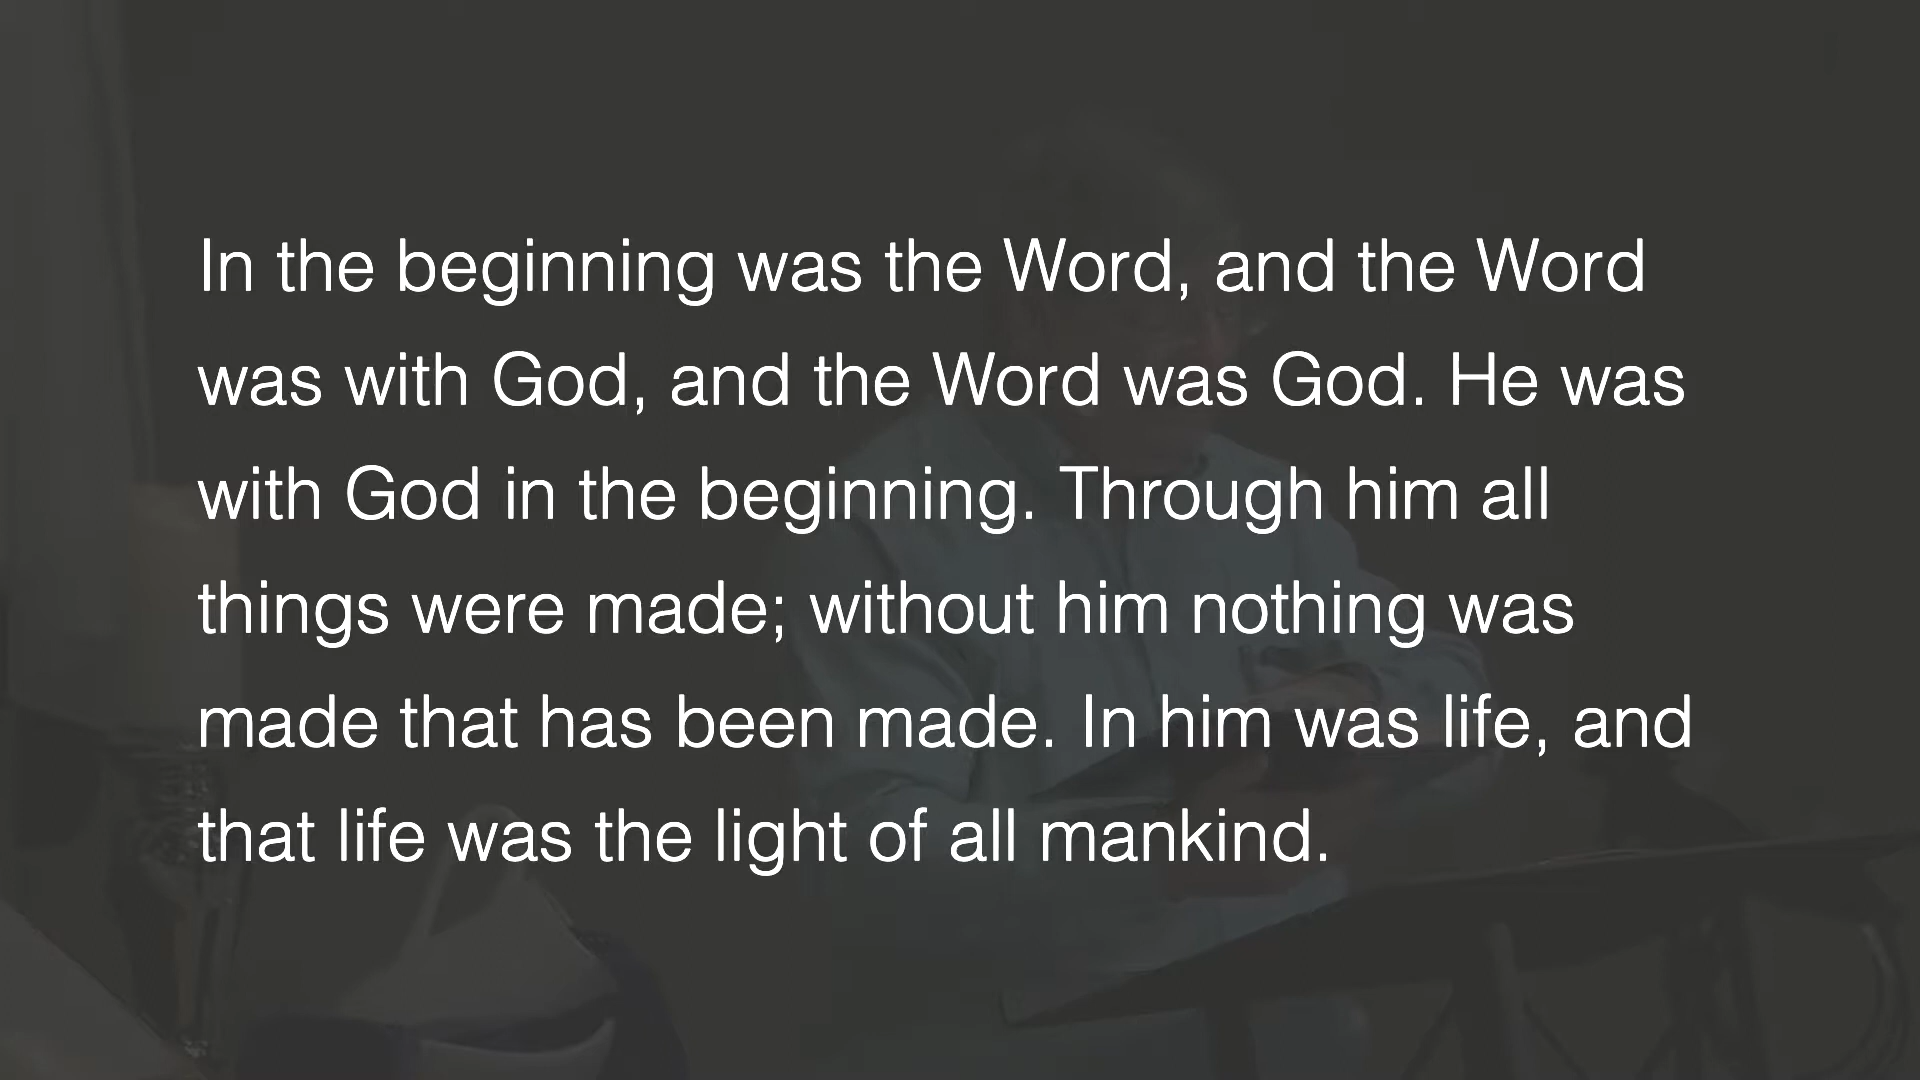 In the beginning was the Word, and the Word
was with God, and the Word was God. He was
with God in the beginning. Through him all
things were made; without him nothing was
made that has been made. In him was life, and
that life was the light of all mankind.